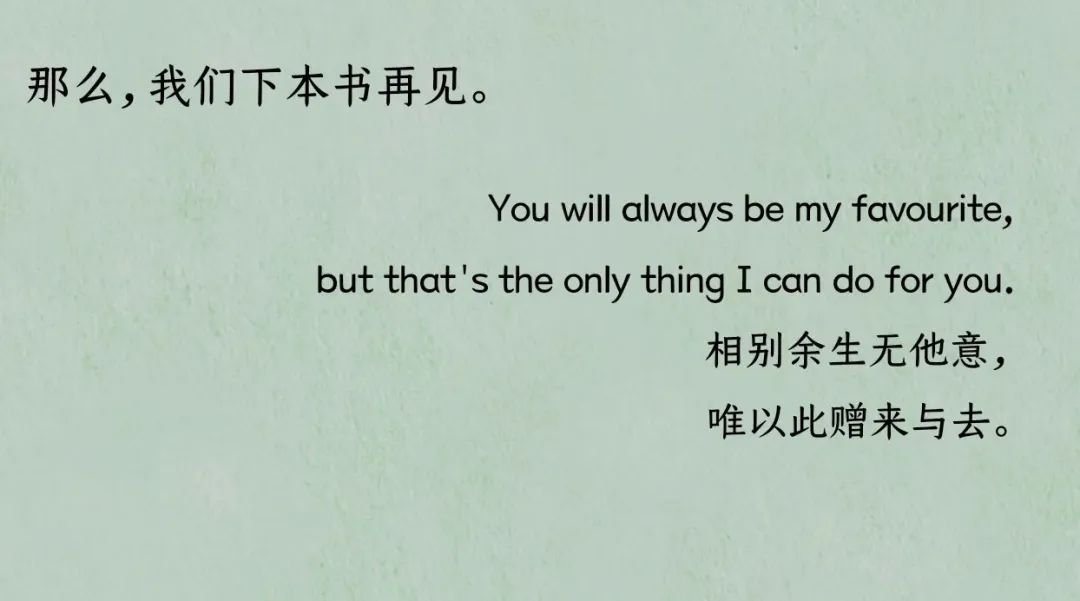 那么，我们下本书再见。
You will always be my favourite,
but that's the only thing I can do for you.
相别余生无他意，
唯以此赠来与去。